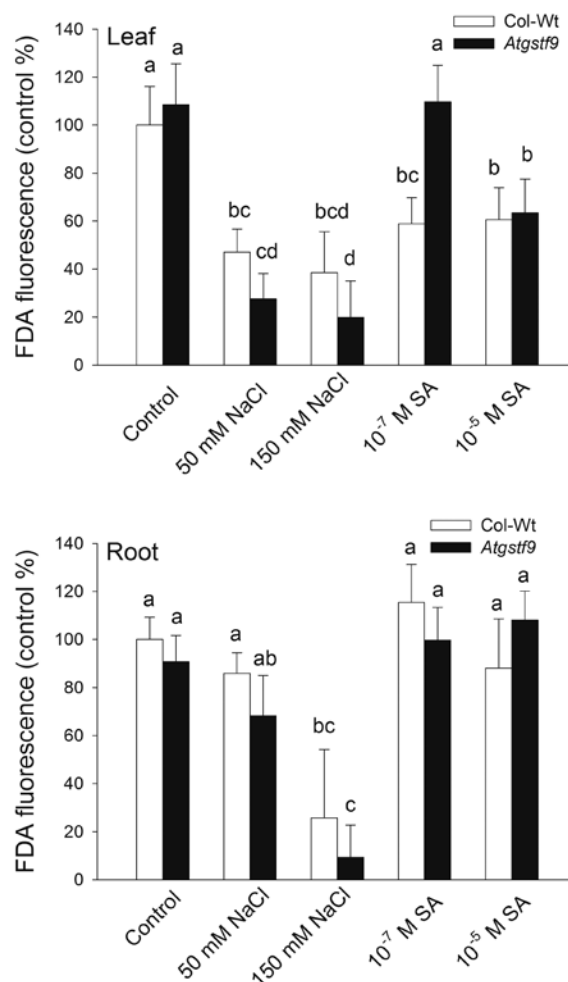 Leaf
Col-Wt
Atgstf9
FDA fluorescence (control %)
140
120
100
80
60
40
20
0
a
a
bc
cd
bcd
d
bc
a
b
b
Control
50 mM NaCl
150 mM NaCl
10⁻⁷ M SA
10⁻⁵ M SA
Root
Col-Wt
Atgstf9
FDA fluorescence (control %)
140
120
100
80
60
40
20
0
a
a
a
ab
bc
c
a
a
a
a
Control
50 mM NaCl
150 mM NaCl
10⁻⁷ M SA
10⁻⁵ M SA